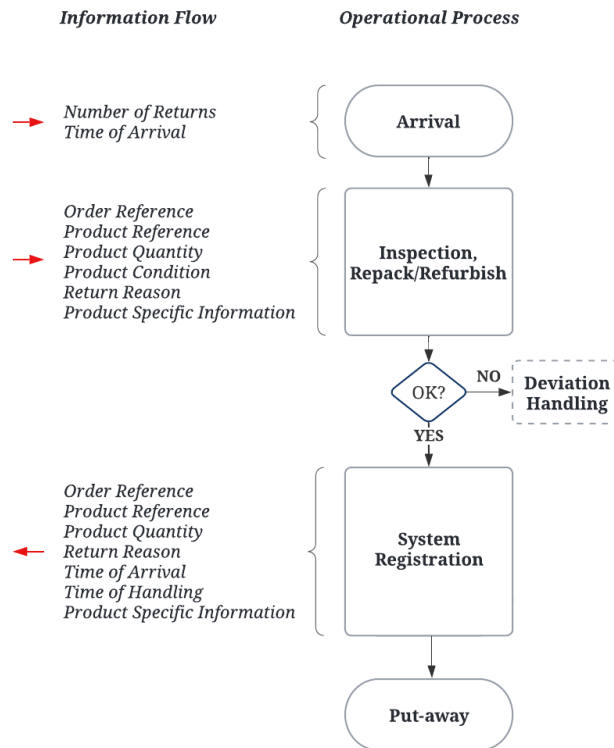 Information Flow
Operational Process
Number of Returns
Time of Arrival
Arrival
Order Reference
Product Reference
Product Quantity
Product Condition
Return Reason
Product Specific Information
Inspection,
Repack/Refurbish
OK?
NO
Deviation
Handling
YES
Order Reference
Product Reference
Product Quantity
Return Reason
Time of Arrival
Time of Handling
Product Specific Information
System
Registration
Put-away